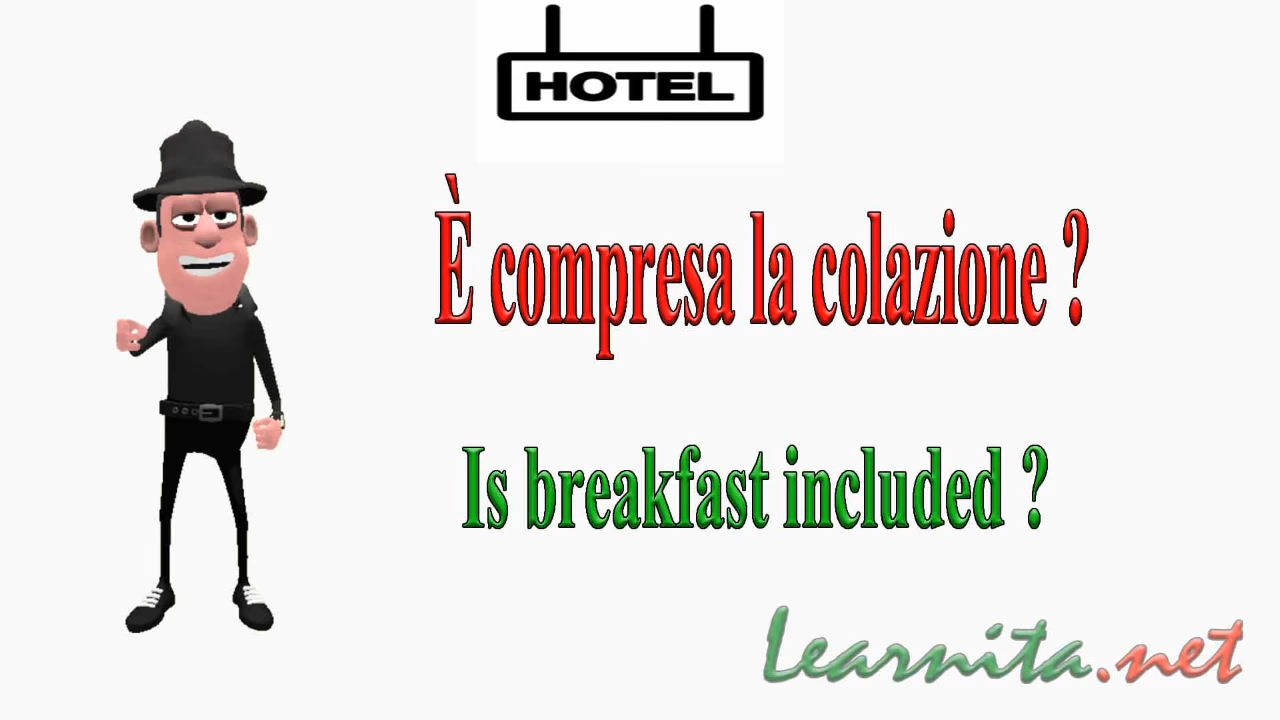 HOTEL
È compresa la colazione ?
Is breakfast included ?
Learnita.net